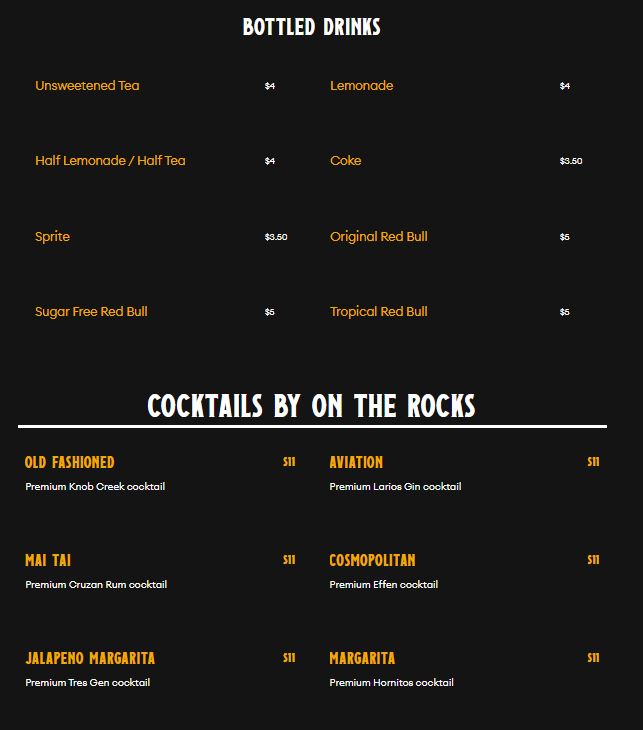 BOTTLED DRINKS
Unsweetened Tea $4 Lemonade $4
Half Lemonade / Half Tea $4 Coke $3.50
Sprite $3.50 Original Red Bull $5
Sugar Free Red Bull $5 Tropical Red Bull $5
COCKTAILS BY ON THE ROCKS
OLD FASHIONED $11 AVIATION $11
Premium Knob Creek cocktail Premium Larios Gin cocktail
MAI TAI $11 COSMOPOLITAN $11
Premium Cruzan Rum cocktail Premium Effen cocktail
JALAPENO MARGARITA $11 MARGARITA $11
Premium Tres Gen cocktail Premium Hornitos cocktail